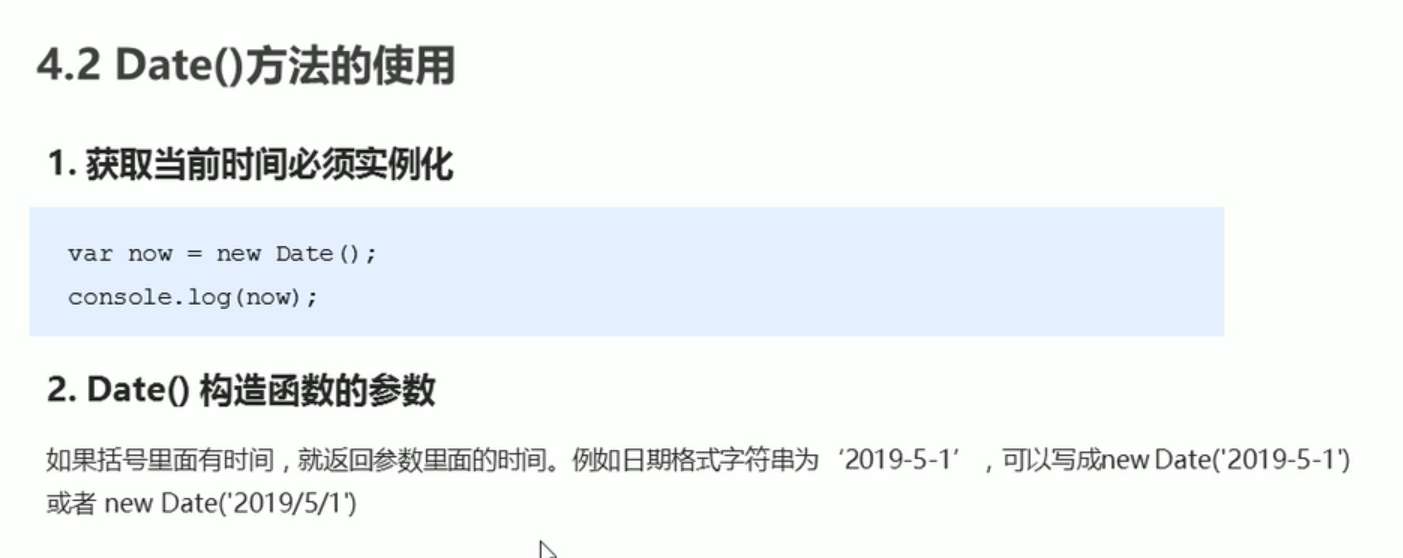 4.2 Date()方法的使用
1. 获取当前时间必须实例化
var now = new Date();
console.log(now);
2. Date() 构造函数的参数
如果括号里面有时间，就返回参数里面的时间。例如日期格式字符串为‘2019-5-1’，可以写成new Date('2019-5-1')
或者 new Date('2019/5/1')